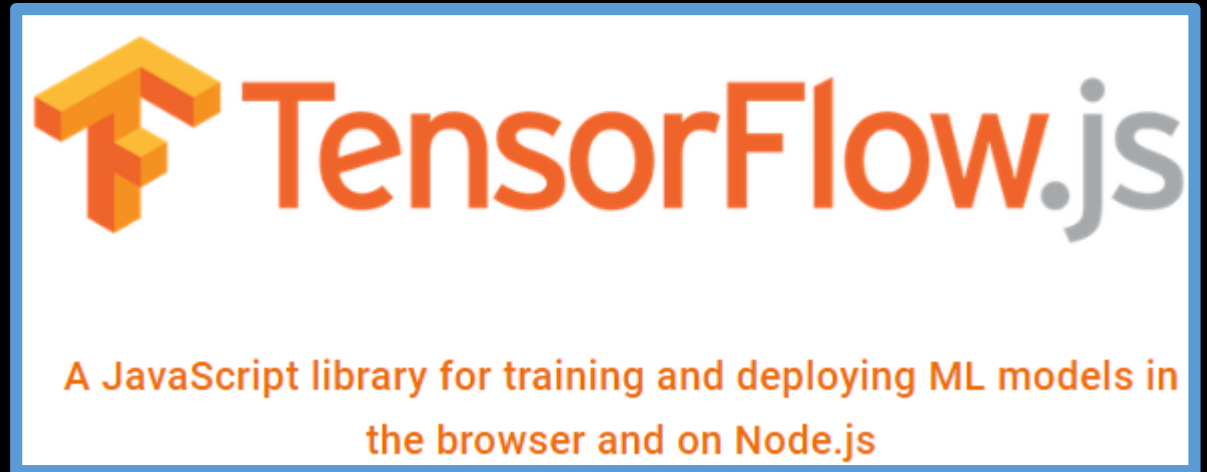 TensorFlow.js
A JavaScript library for training and deploying ML models in
the browser and on Node.js